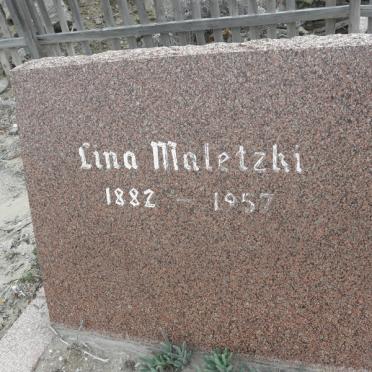 Lina Maletzki
1882 – 1957